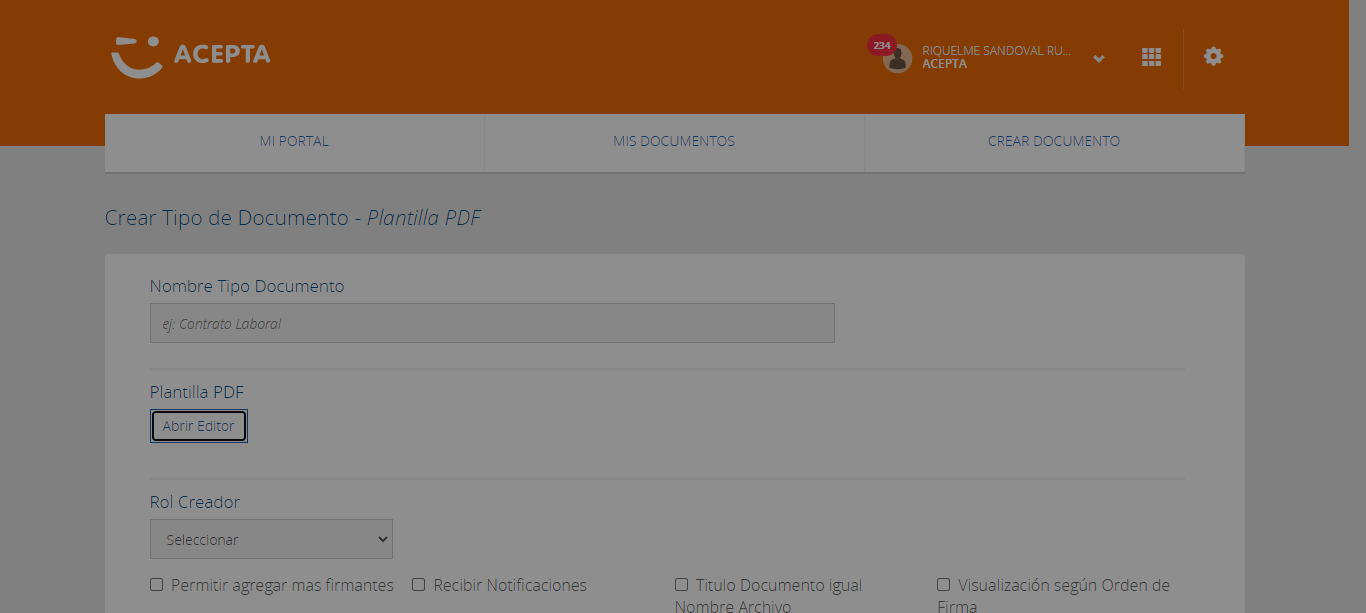 ACEPTA
234
RIQUELME SANDOVAL RU...
ACEPTA
MI PORTAL
MIS DOCUMENTOS
CREAR DOCUMENTO
Crear Tipo de Documento - Plantilla PDF
Nombre Tipo Documento
ej: Contrato Laboral
Plantilla PDF
Abrir Editor
Rol Creador
Seleccionar
Permitir agregar mas firmantes
Recibir Notificaciones
Titulo Documento igual
Nombre Archivo
Visualización según Orden de
Firma